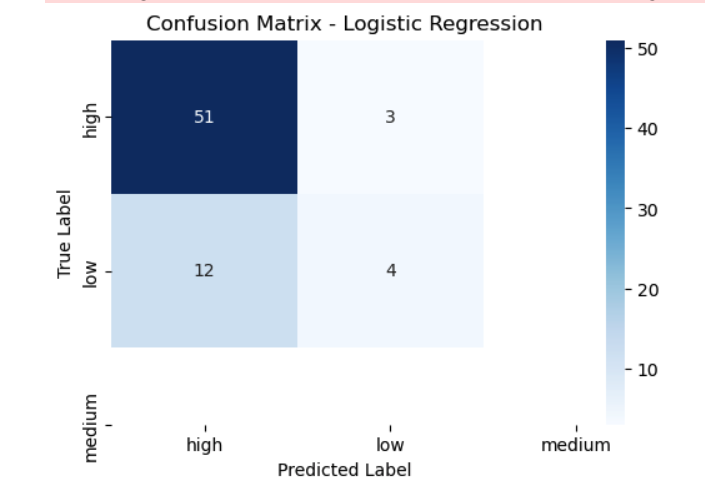 Confusion Matrix - Logistic Regression
50
high
51
3
40
True Label
30
low
12
4
20
10
medium
high
low
medium
Predicted Label